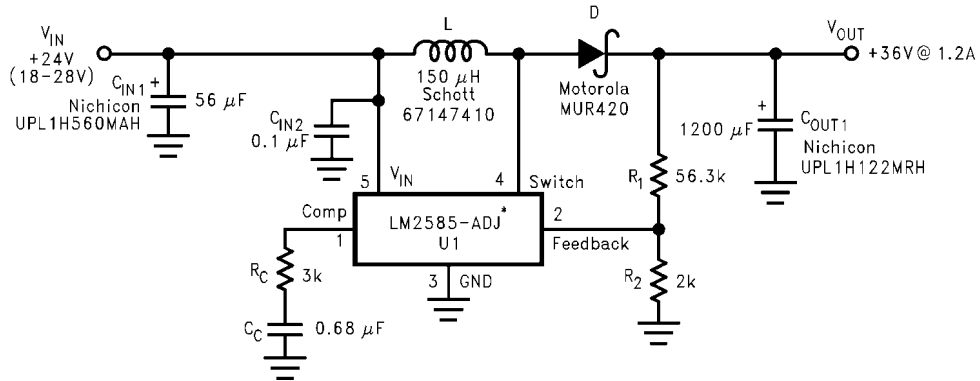 L
D
VIN
+24V
(18-28V)
VOUT
+36V@ 1.2A
CIN1
+
56 μF
Nichicon
UPL1H560MAH
150 μH
Schott
67147410
Motorola
MUR420
CIN2
0.1 μF
1200 μF
+
COUT1
Nichicon
UPL1H122MRH
R1
56.3k
5
VIN
4
Switch
Comp
1
LM2585-ADJ*
U1
2
Feedback
RC
3k
3
GND
R2
2k
CC
0.68 μF